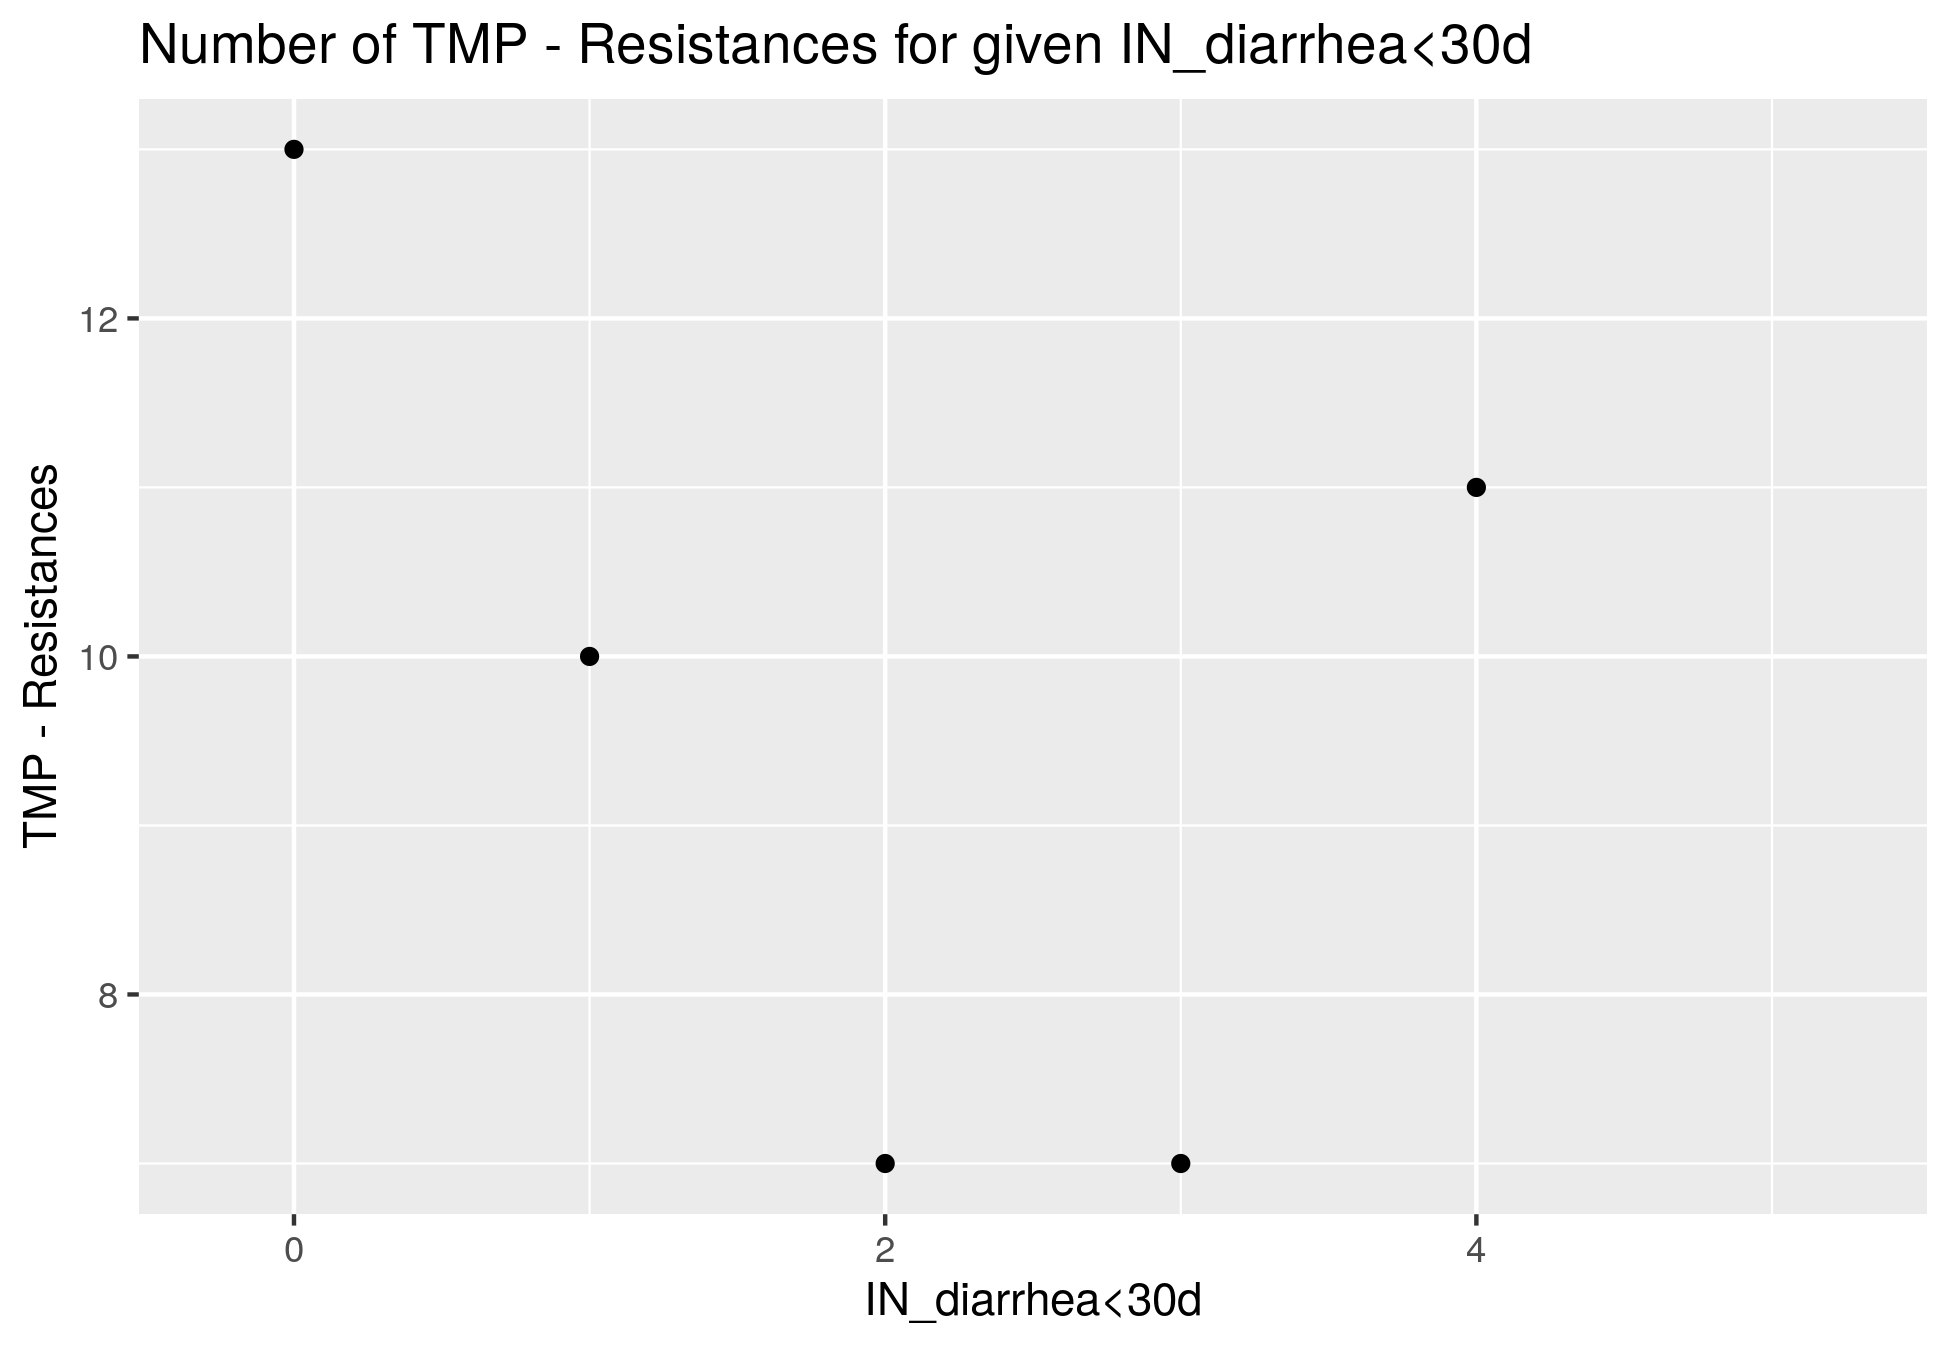 Number of TMP - Resistances for given IN_diarrhea<30d
TMP - Resistances
12
10
8
0 2 4
IN_diarrhea<30d